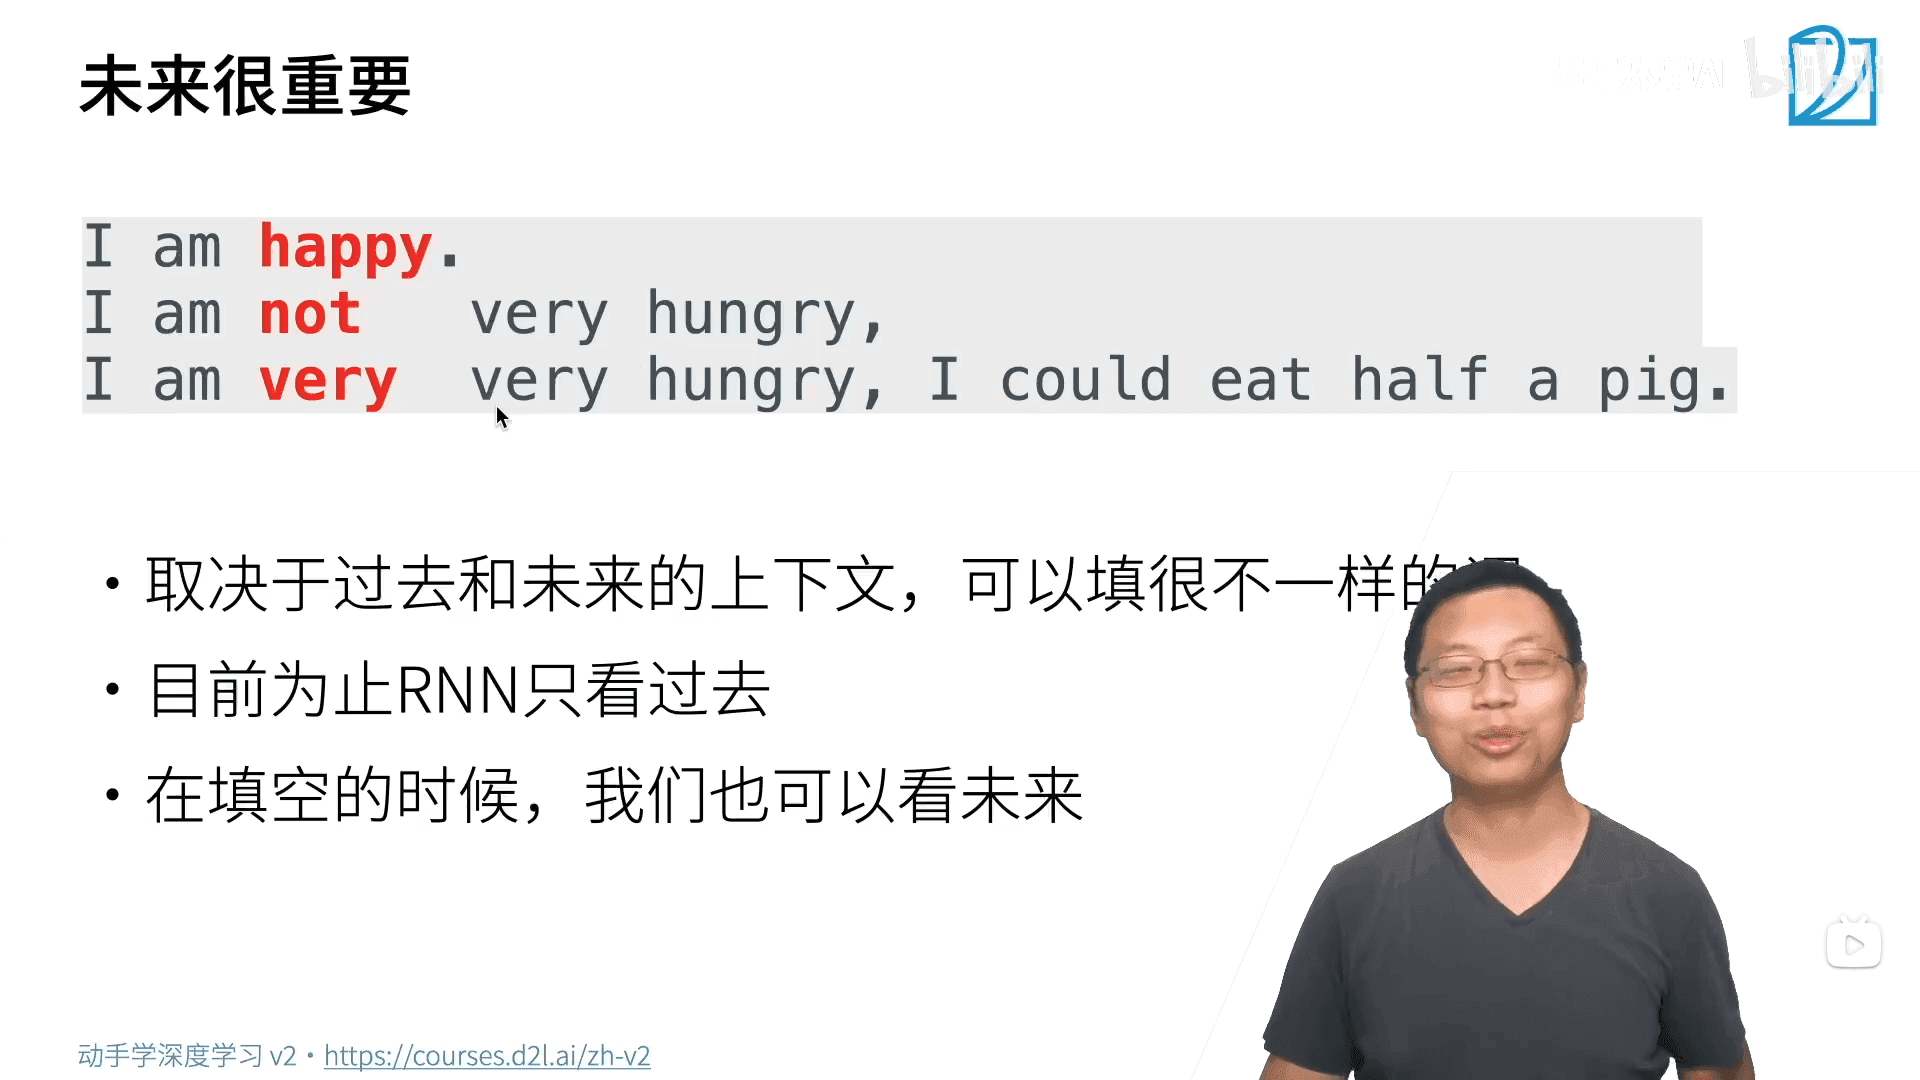 未来很重要
bilibili
I am happy.
I am not very hungry,
I am very very hungry, I could eat half a pig.
• 取决于过去和未来的上下文，可以填很不一样的
• 目前为止RNN只看过去
• 在填空的时候，我们也可以看未来
动手学深度学习 v2 • https://courses.d2l.ai/zh-v2